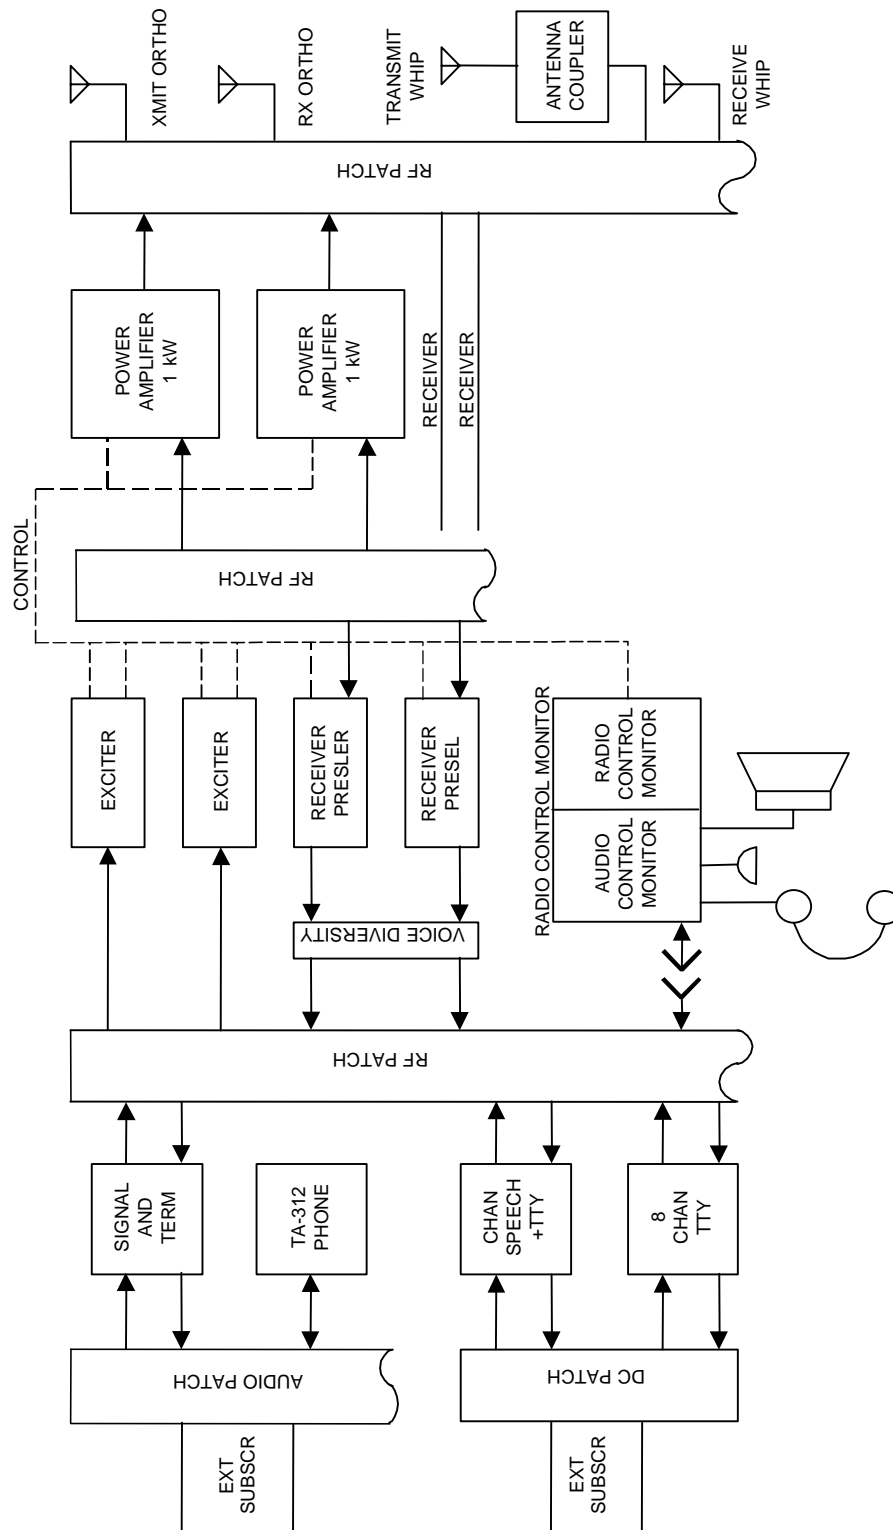 XMIT ORTHO
RX ORTHO
TRANSMIT
WHIP
ANTENNA
COUPLER
RECEIVE
WHIP
RF PATCH
POWER
AMPLIFIER
1 kW
POWER
AMPLIFIER
1 kW
RECEIVER
RECEIVER
CONTROL
RF PATCH
EXCITER
EXCITER
RECEIVER
PRESLER
RECEIVER
PRESEL
RADIO CONTROL MONITOR
RADIO
CONTROL
MONITOR
AUDIO
CONTROL
MONITOR
VOICE DIVERSITY
RF PATCH
SIGNAL
AND
TERM
TA-312
PHONE
CHAN
SPEECH
+TTY
8
CHAN
TTY
AUDIO PATCH
DC PATCH
EXT
SUBSCR
EXT
SUBSCR